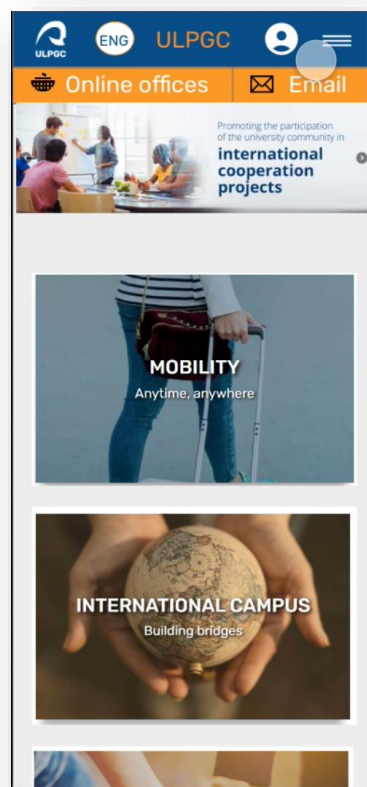 ULPGC
ENG
ULPGC
Online offices
Email
Promoting the participation
of the university community in
international
cooperation
projects
MOBILITY
Anytime, anywhere
INTERNATIONAL CAMPUS
Building bridges